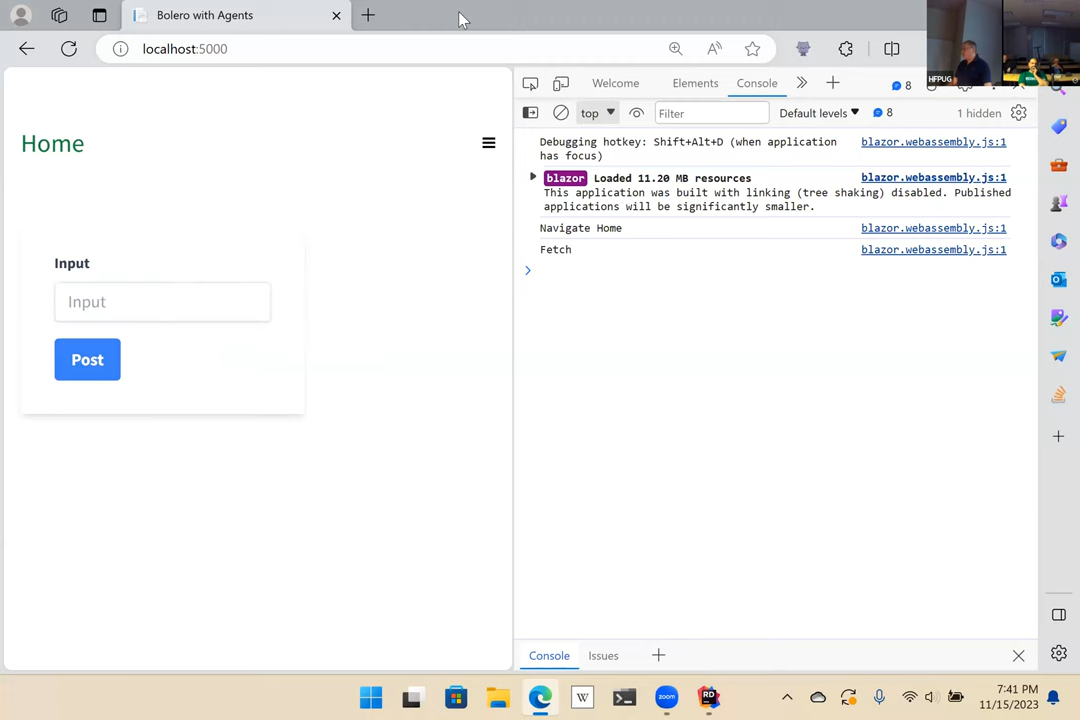 Bolero with Agents
localhost:5000
HFPUG
Home
Input
Input
Post
Welcome
Elements
Console
8
top
Filter
Default levels
8
1 hidden
Debugging hotkey: Shift+Alt+D (when application has focus)
blazor.webassembly.js:1
blazor Loaded 11.20 MB resources
blazor.webassembly.js:1
This application was built with linking (tree shaking) disabled. Published
applications will be significantly smaller.
Navigate Home
blazor.webassembly.js:1
Fetch
blazor.webassembly.js:1
Console
Issues
W
zoom
RD
7:41 PM
11/15/2023